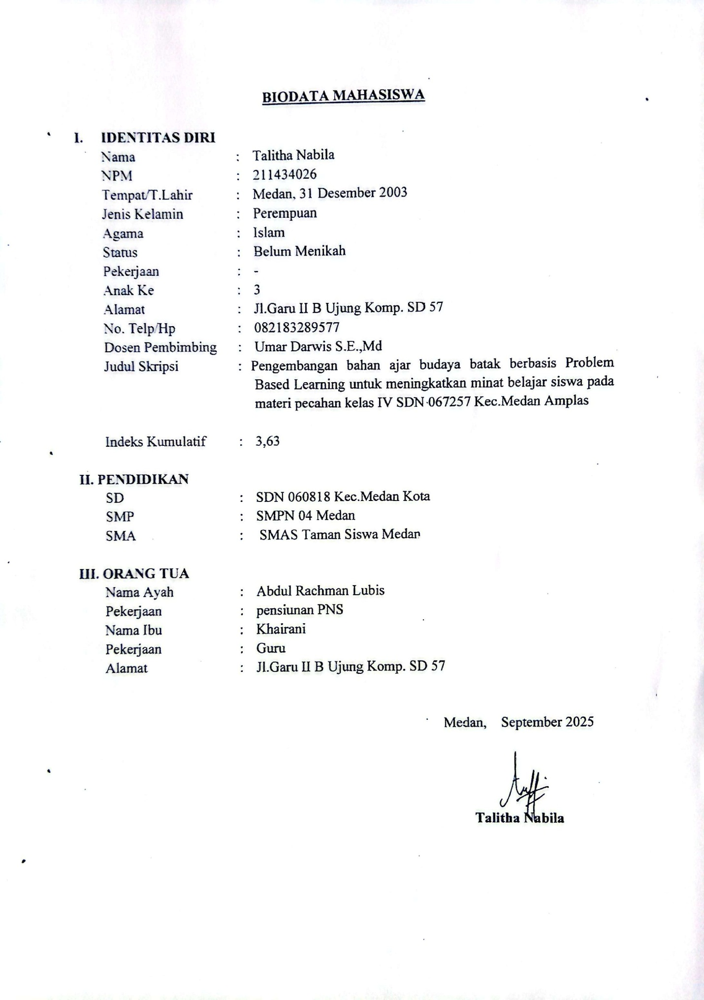 BIODATA MAHASISWA
I. IDENTITAS DIRI
Nama : Talitha Nabila
NPM : 211434026
Tempat/T.Lahir : Medan, 31 Desember 2003
Jenis Kelamin : Perempuan
Agama : Islam
Status : Belum Menikah
Pekerjaan : -
Anak Ke : 3
Alamat : Jl.Garu II B Ujung Komp. SD 57
No. Telp/Hp : 082183289577
Dosen Pembimbing : Umar Darwis S.E.,Md
Judul Skripsi : Pengembangan bahan ajar budaya batak berbasis Problem
Based Learning untuk meningkatkan minat belajar siswa pada
materi pecahan kelas IV SDN 067257 Kec.Medan Amplas
Indeks Kumulatif : 3,63
II. PENDIDIKAN
SD : SDN 060818 Kec.Medan Kota
SMP : SMPN 04 Medan
SMA : SMAS Taman Siswa Medan
III. ORANG TUA
Nama Ayah : Abdul Rachman Lubis
Pekerjaan : pensiunan PNS
Nama Ibu : Khairani
Pekerjaan : Guru
Alamat : Jl.Garu II B Ujung Komp. SD 57
Medan, September 2025
Talitha Nabila